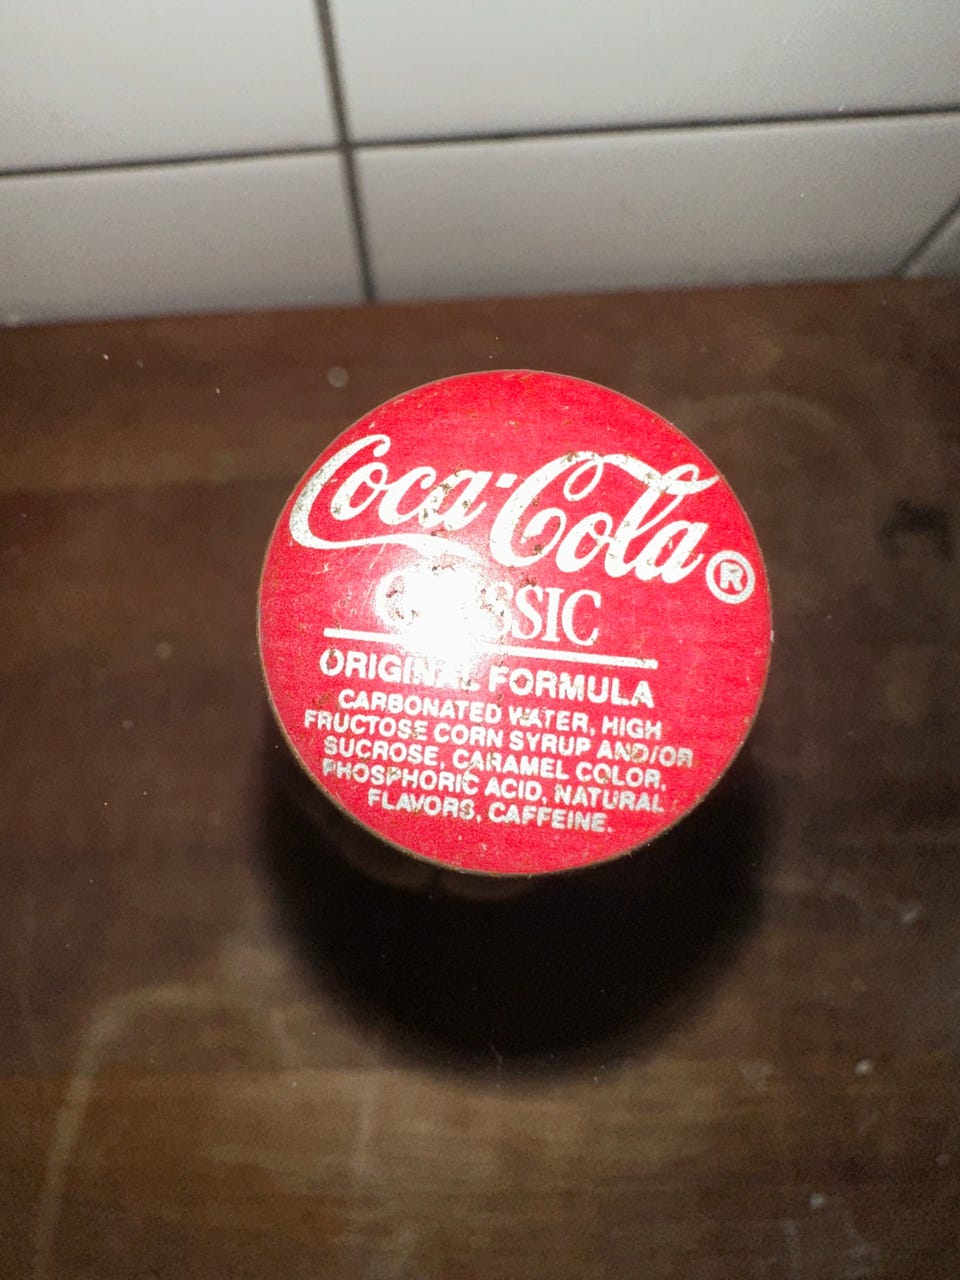 Coca-Cola ®
CLASSIC
ORIGINAL FORMULA
CARBONATED WATER, HIGH
FRUCTOSE CORN SYRUP AND/OR
SUCROSE, CARAMEL COLOR,
PHOSPHORIC ACID, NATURAL
FLAVORS, CAFFEINE.